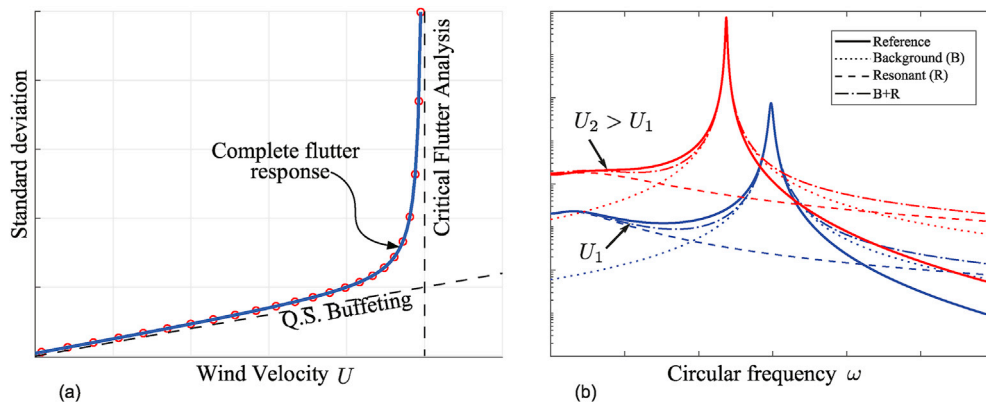 Standard deviation
Complete flutter
response
Q.S. Buffeting
Critical Flutter Analysis
Wind Velocity U
(a)
Reference
Background (B)
Resonant (R)
B+R
U₂ > U₁
U₁
Circular frequency ω
(b)